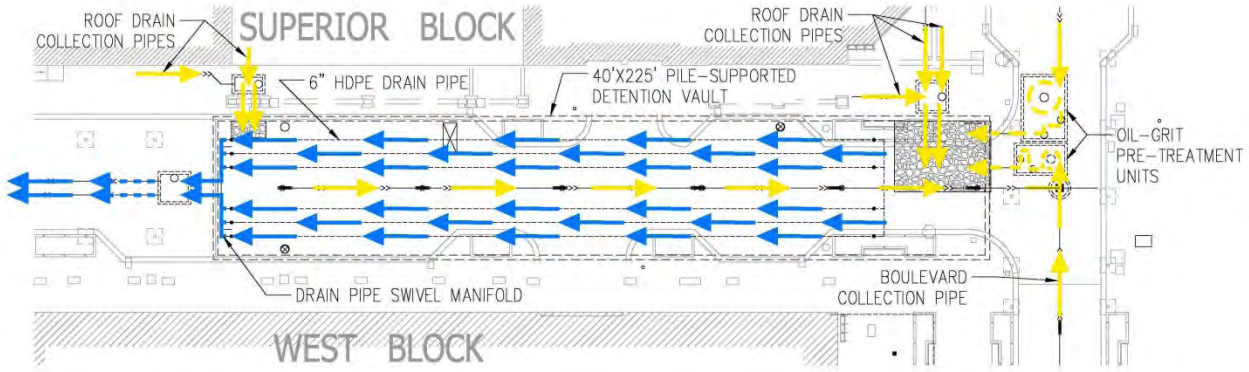 ROOF DRAIN
COLLECTION PIPES
SUPERIOR BLOCK
ROOF DRAIN
COLLECTION PIPES
6" HDPE DRAIN PIPE
40'X225' PILE-SUPPORTED
DETENTION VAULT
OIL-GRIT
PRE-TREATMENT
UNITS
DRAIN PIPE SWIVEL MANIFOLD
BOULEVARD
COLLECTION PIPE
WEST BLOCK